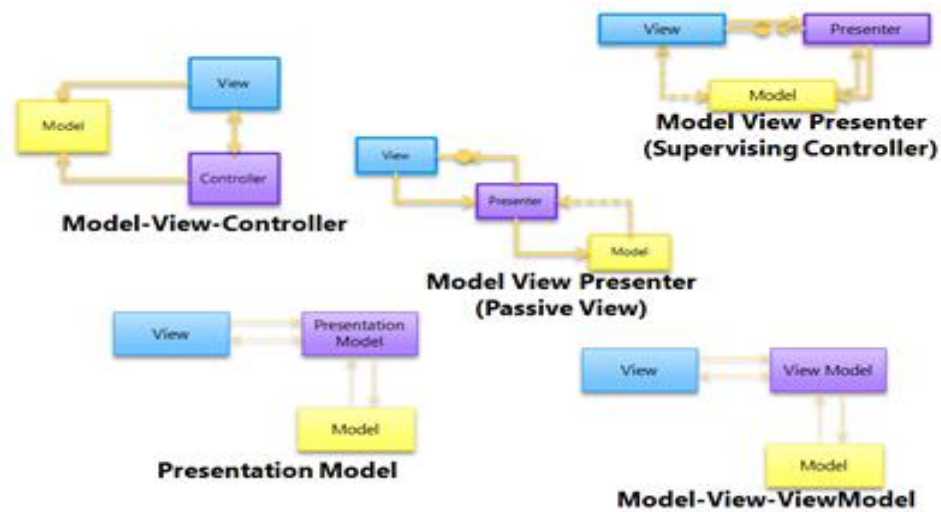 View
Presenter
Model
Model View Presenter
(Supervising Controller)
View
Model
Controller
Model-View-Controller
View
Presenter
Model
Model View Presenter
(Passive View)
View
Presentation
Model
Model
Presentation Model
View
View Model
Model
Model-View-ViewModel